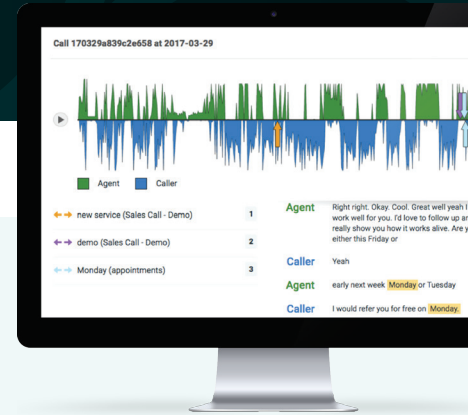 Call 170329a839c2e658 at 2017-03-29
Agent
Caller
new service (Sales Call - Demo) 1
demo (Sales Call - Demo) 2
Monday (appointments) 3
Agent Right right. Okay. Cool. Great well yeah I
work well for you. I'd love to follow up
really show you how it works alive. Are
either this Friday or
Caller Yeah
Agent early next week Monday or Tuesday
Caller I would refer you for free on Monday.